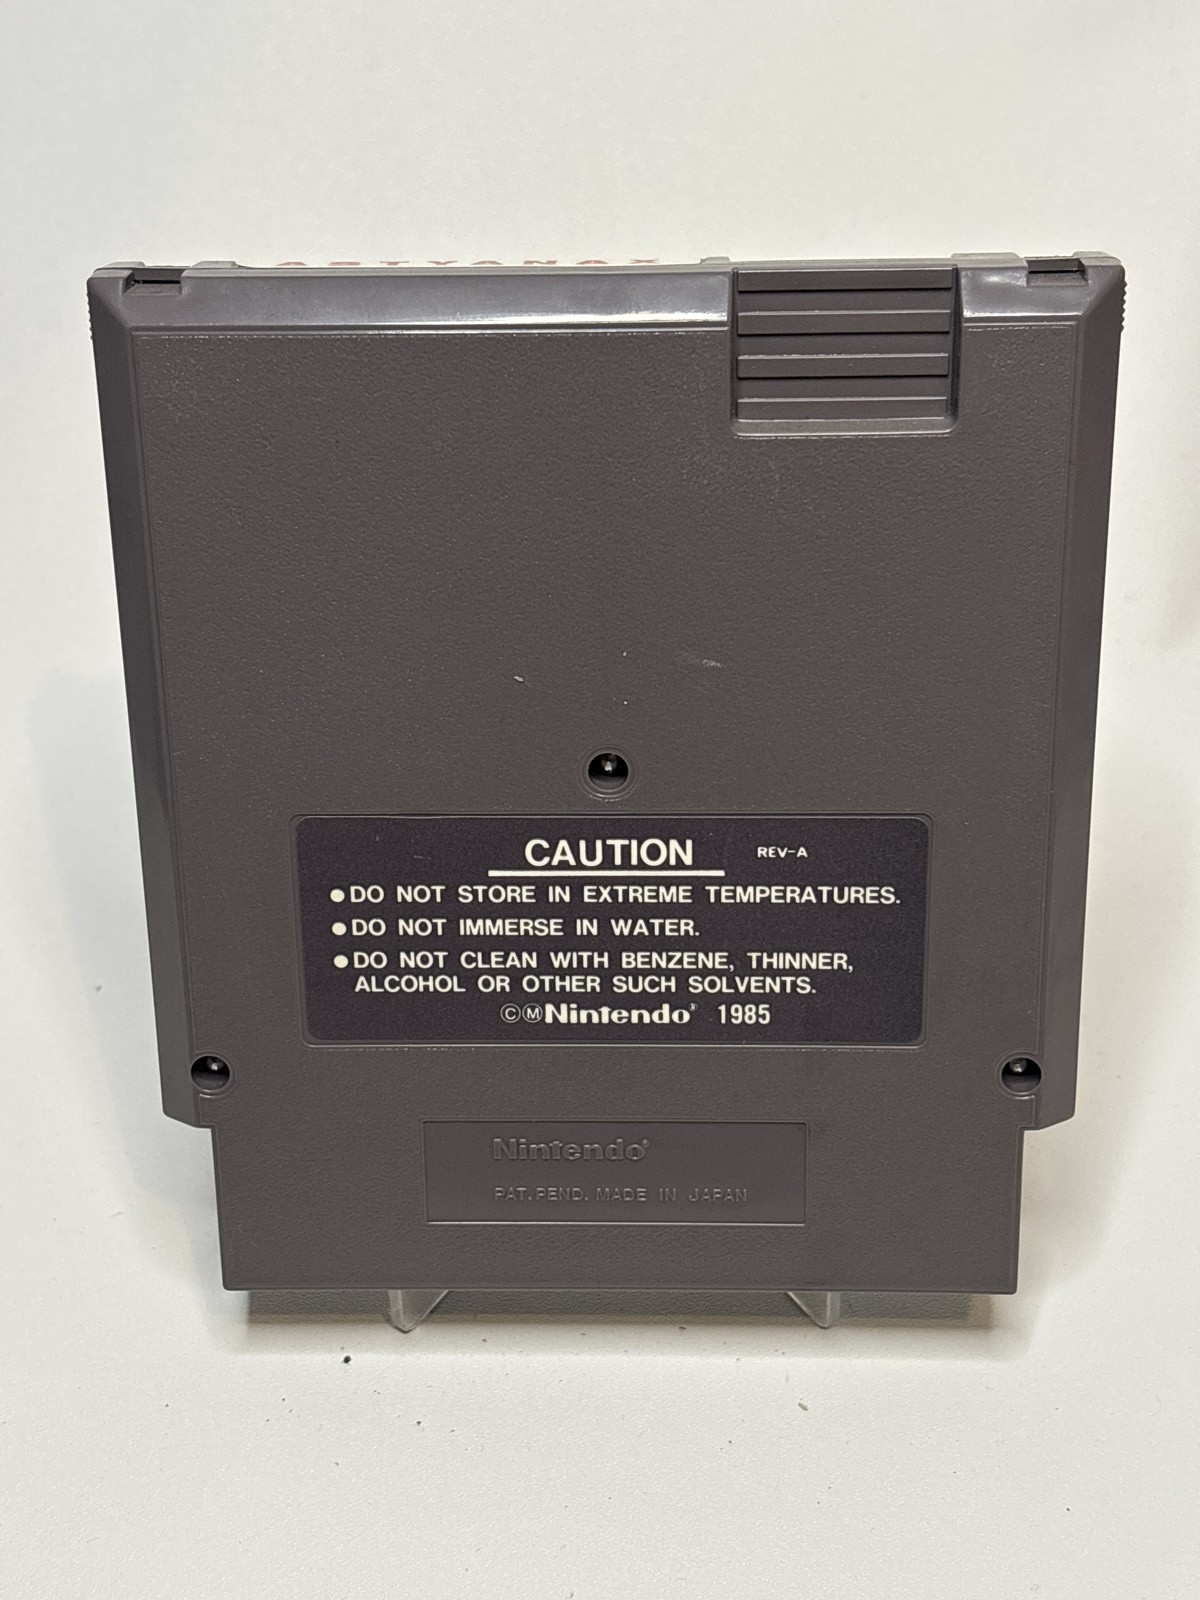 ASTYANAX
CAUTION REV-A
●DO NOT STORE IN EXTREME TEMPERATURES.
●DO NOT IMMERSE IN WATER.
●DO NOT CLEAN WITH BENZENE, THINNER,
ALCOHOL OR OTHER SUCH SOLVENTS.
©ⓂNintendo® 1985
Nintendo®
PAT. PEND. MADE IN JAPAN